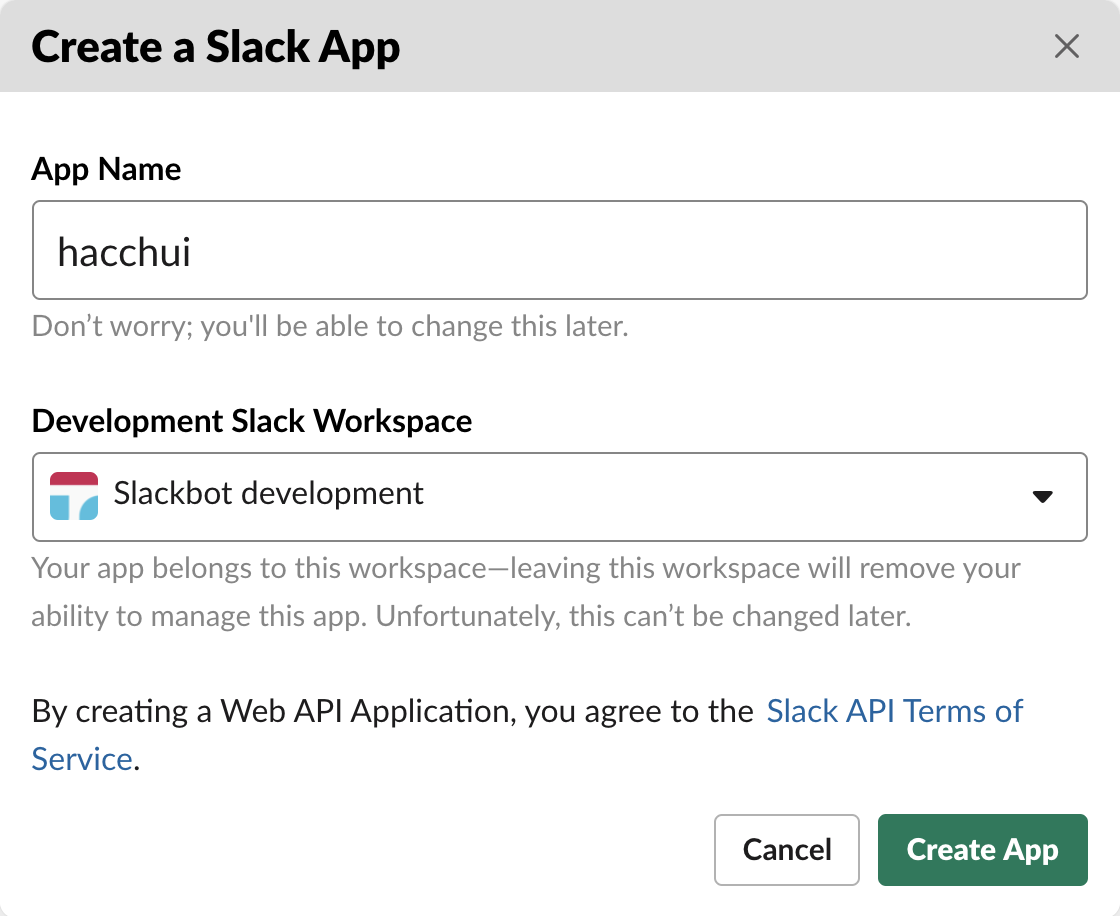 Create a Slack App
App Name
hacchui
Don’t worry; you'll be able to change this later.
Development Slack Workspace
Slackbot development
Your app belongs to this workspace—leaving this workspace will remove your
ability to manage this app. Unfortunately, this can’t be changed later.
By creating a Web API Application, you agree to the Slack API Terms of
Service.
Cancel
Create App